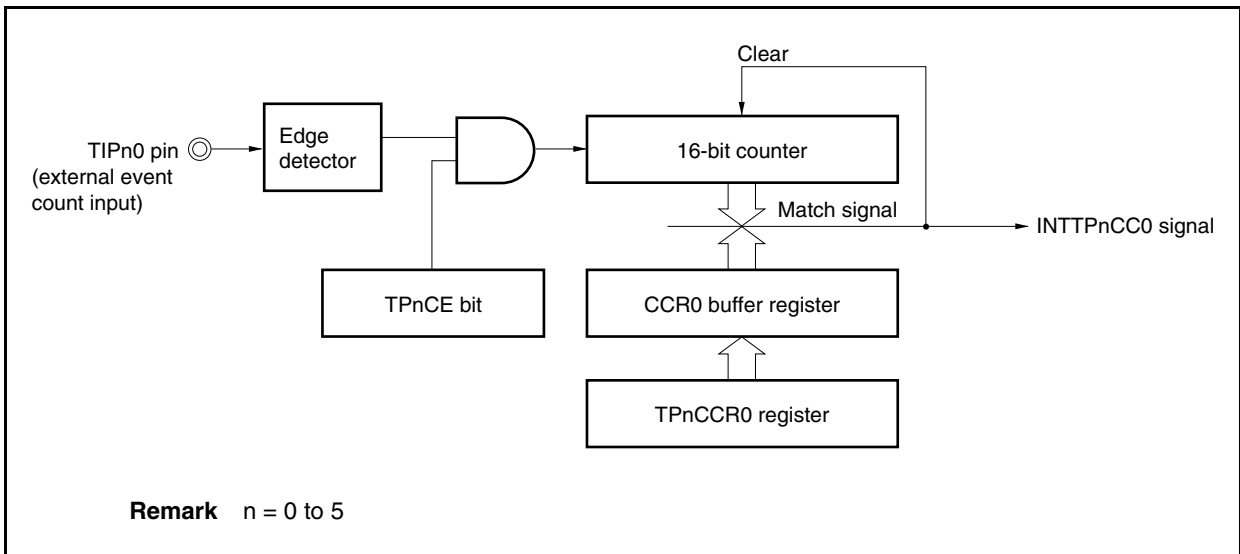 Clear
Edge
detector
TIPn0 pin
(external event
count input)
16-bit counter
Match signal
INTTPnCC0 signal
TPnCE bit
CCR0 buffer register
TPnCCR0 register
Remark n = 0 to 5